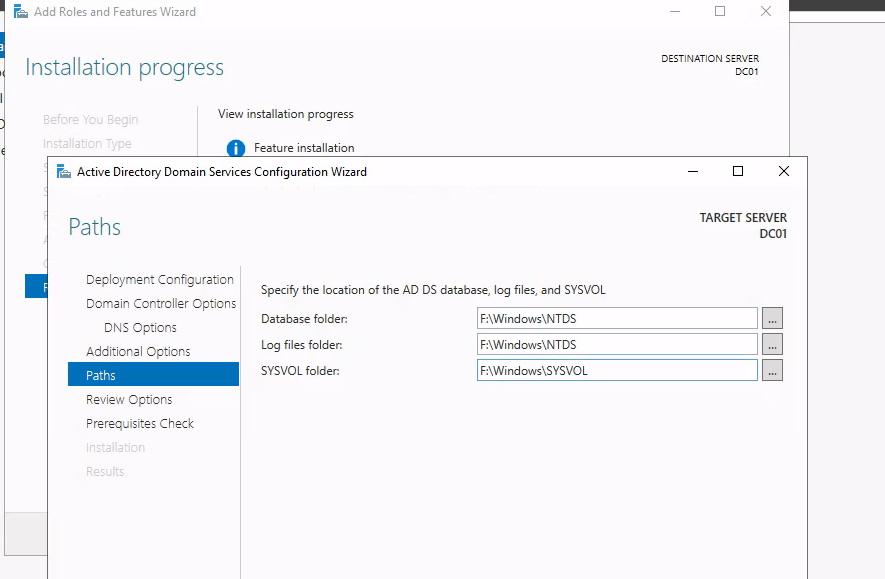 Add Roles and Features Wizard
Installation progress
DESTINATION SERVER
DC01
Before You Begin
Installation Type
View installation progress
Feature installation
Active Directory Domain Services Configuration Wizard
Paths
TARGET SERVER
DC01
Deployment Configuration
Domain Controller Options
DNS Options
Additional Options
Paths
Review Options
Prerequisites Check
Installation
Results
Specify the location of the AD DS database, log files, and SYSVOL
Database folder: F:\Windows\NTDS ...
Log files folder: F:\Windows\NTDS ...
SYSVOL folder: F:\Windows\SYSVOL ...